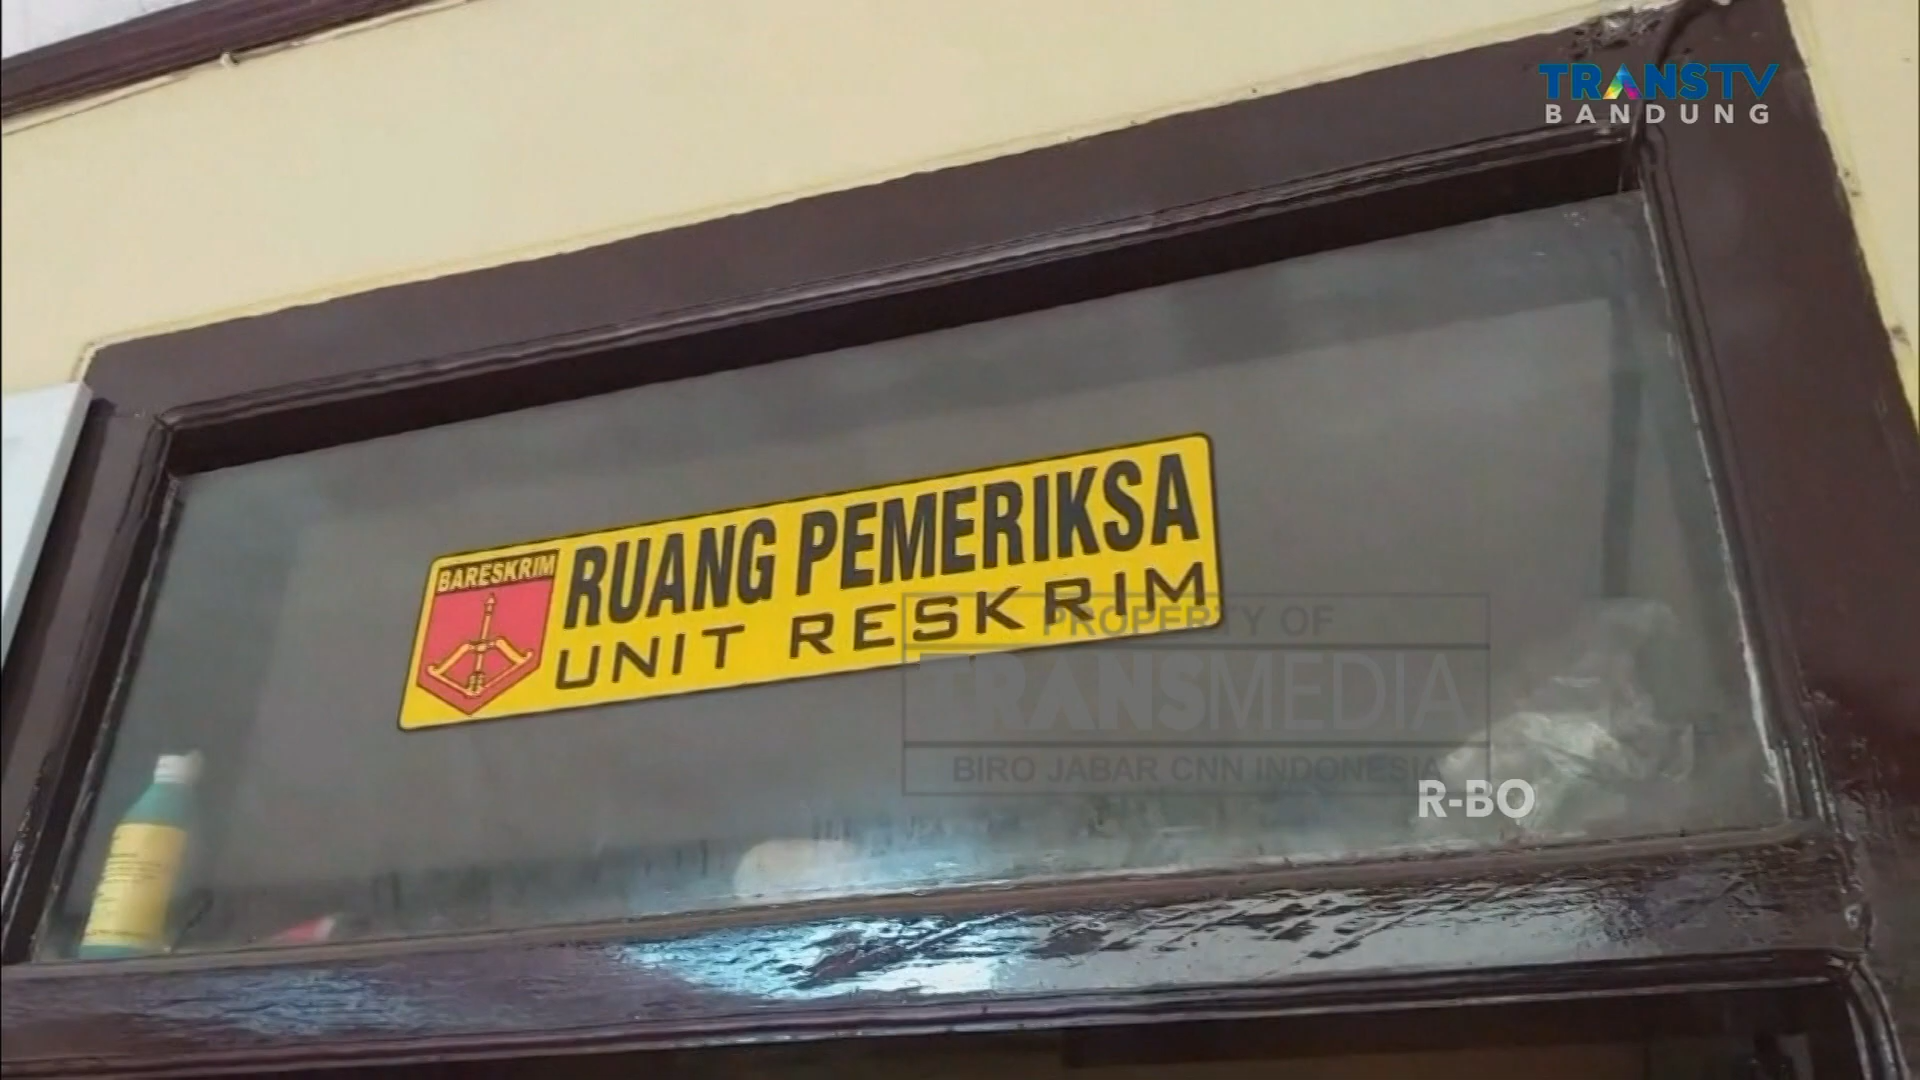 TRANSTV
BANDUNG
BARESKRIM
RUANG PEMERIKSA
UNIT RESKRIM
PROPERTY OF
TRANSMEDIA
BIRO JABAR CNN INDONESIA
R-BO